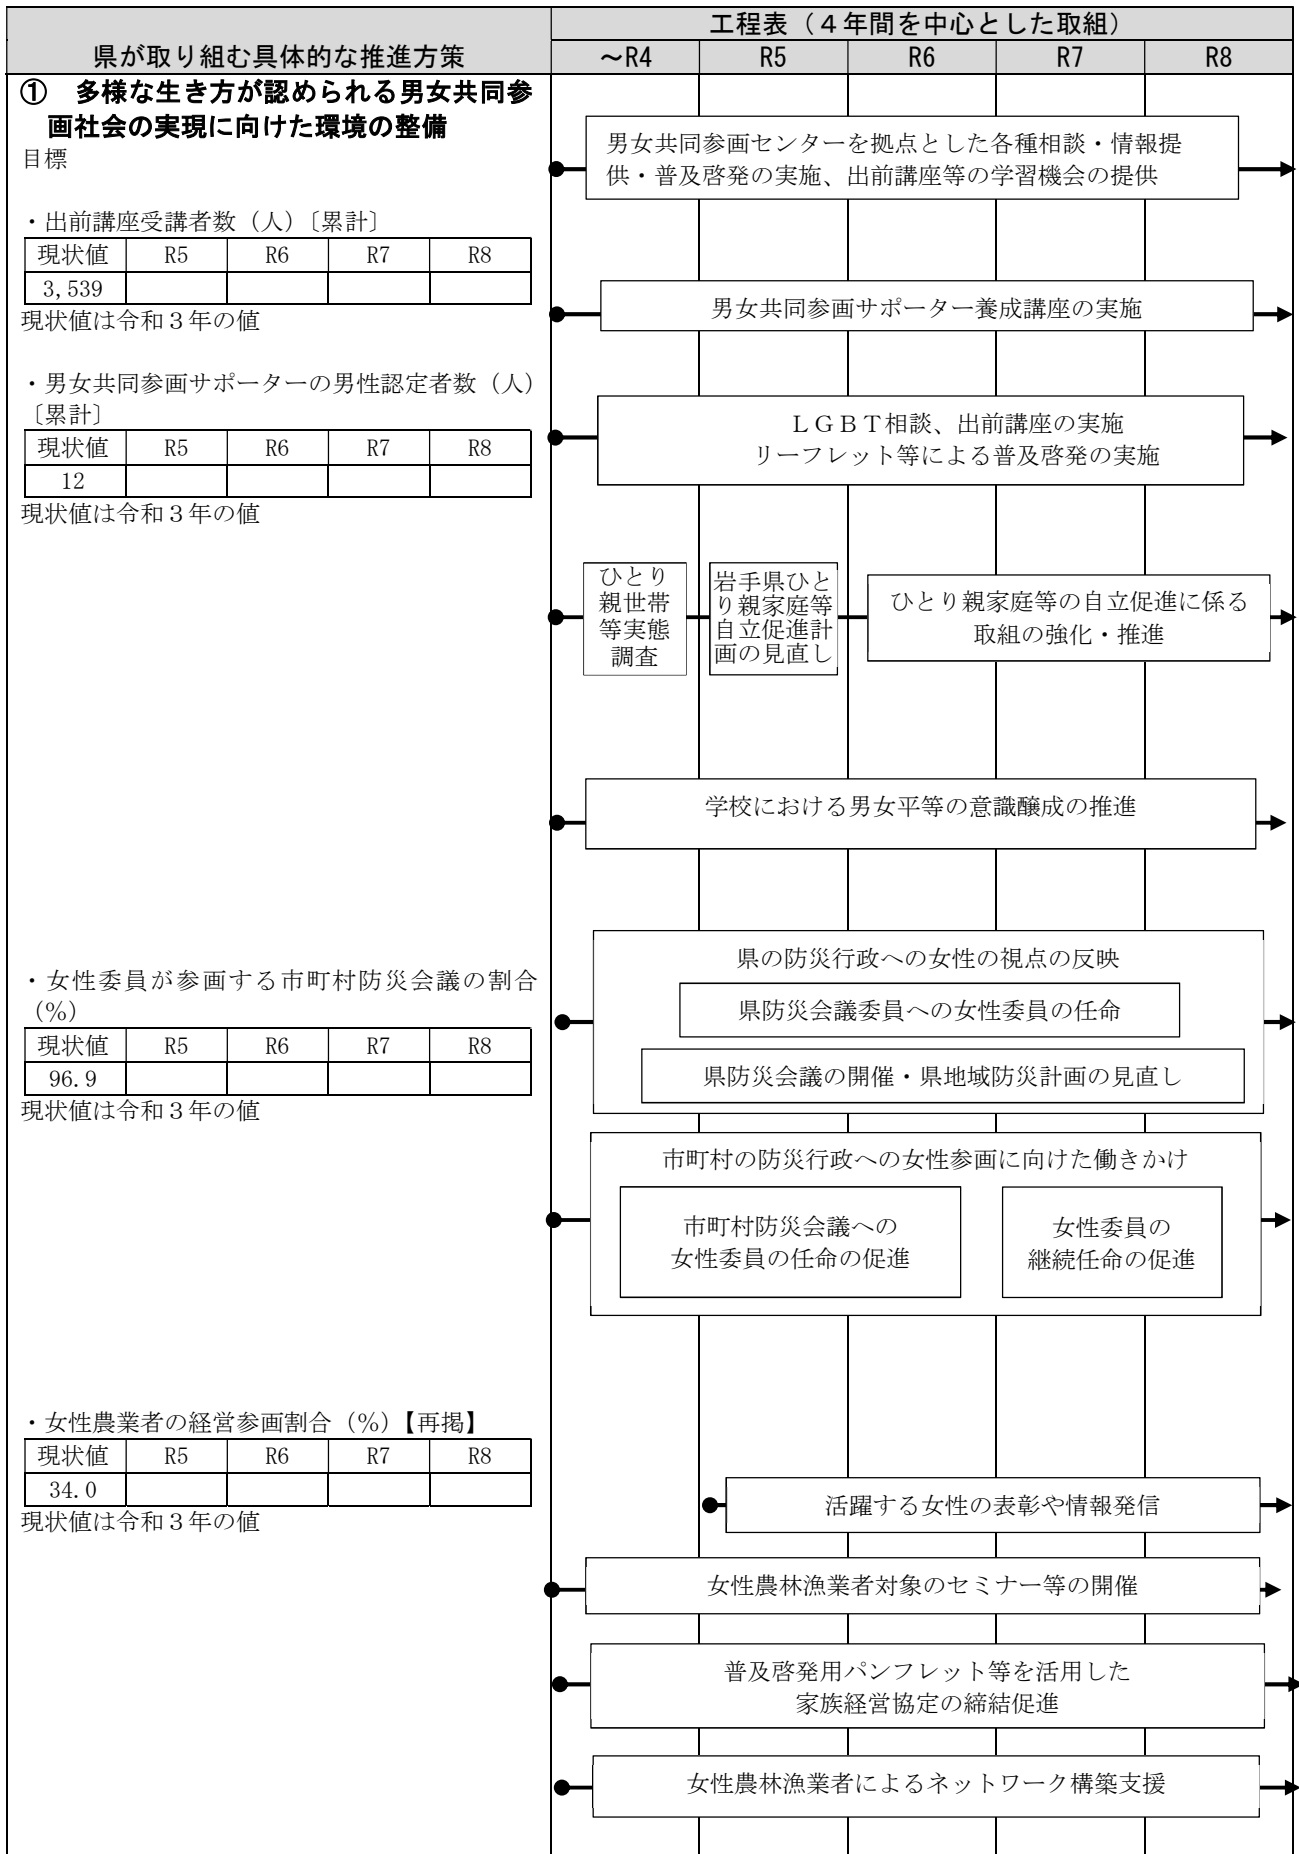 県が取り組む具体的な推進方策
工程表（４年間を中心とした取組）
～R4 R5 R6 R7 R8
① 多様な生き方が認められる男女共同参
画社会の実現に向けた環境の整備
目標
・出前講座受講者数（人）〔累計〕
現状値 R5 R6 R7 R8
3,539
現状値は令和３年の値
・男女共同参画サポーターの男性認定者数（人）
〔累計〕
現状値 R5 R6 R7 R8
12
現状値は令和３年の値
・女性委員が参画する市町村防災会議の割合
（％）
現状値 R5 R6 R7 R8
96.9
現状値は令和３年の値
・女性農業者の経営参画割合（％）【再掲】
現状値 R5 R6 R7 R8
34.0
現状値は令和３年の値
男女共同参画センターを拠点とした各種相談・情報提
供・普及啓発の実施、出前講座等の学習機会の提供
男女共同参画サポーター養成講座の実施
ＬＧＢＴ相談、出前講座の実施
リーフレット等による普及啓発の実施
ひとり
親世帯
等実態
調査
岩手県ひと
り親家庭等
自立促進計
画の見直し
ひとり親家庭等の自立促進に係る
取組の強化・推進
学校における男女平等の意識醸成の推進
県の防災行政への女性の視点の反映
県防災会議委員への女性委員の任命
県防災会議の開催・県地域防災計画の見直し
市町村の防災行政への女性参画に向けた働きかけ
市町村防災会議への
女性委員の任命の促進
女性委員の
継続任命の促進
活躍する女性の表彰や情報発信
女性農林漁業者対象のセミナー等の開催
普及啓発用パンフレット等を活用した
家族経営協定の締結促進
女性農林漁業者によるネットワーク構築支援